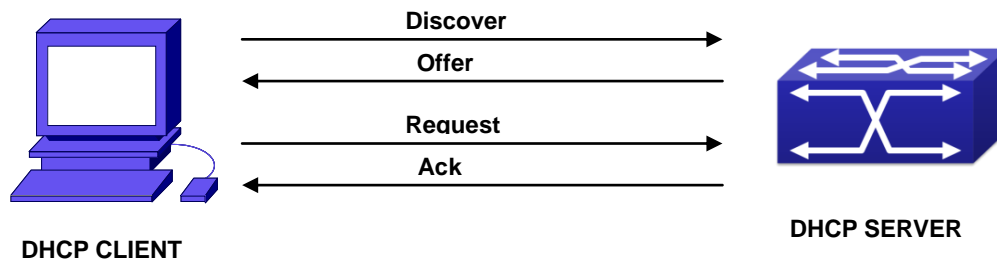 Discover
Offer
Request
Ack
DHCP CLIENT
DHCP SERVER